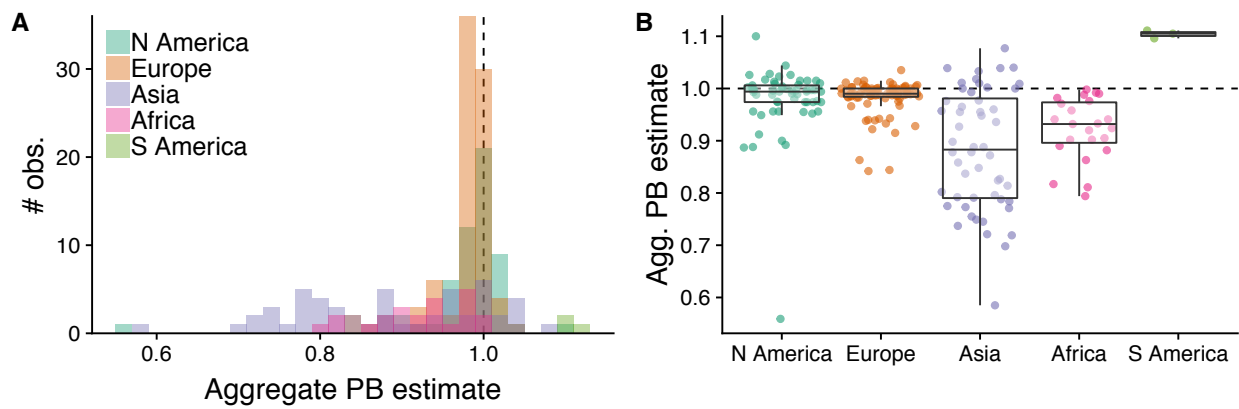 A
N America
Europe
Asia
Africa
S America
# obs.
30
20
10
0
0.6 0.8 1.0
Aggregate PB estimate
B
Agg. PB estimate
1.1
1.0
0.9
0.8
0.7
0.6
N America Europe Asia Africa S America